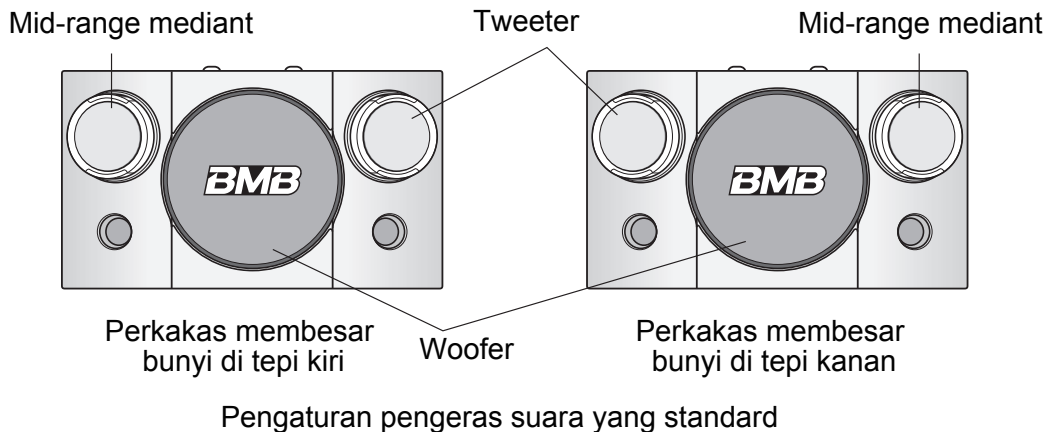 Mid-range mediant
Tweeter
Mid-range mediant
BMB
BMB
Perkakas membesar
bunyi di tepi kiri
Woofer
Perkakas membesar
bunyi di tepi kanan
Pengaturan pengeras suara yang standard